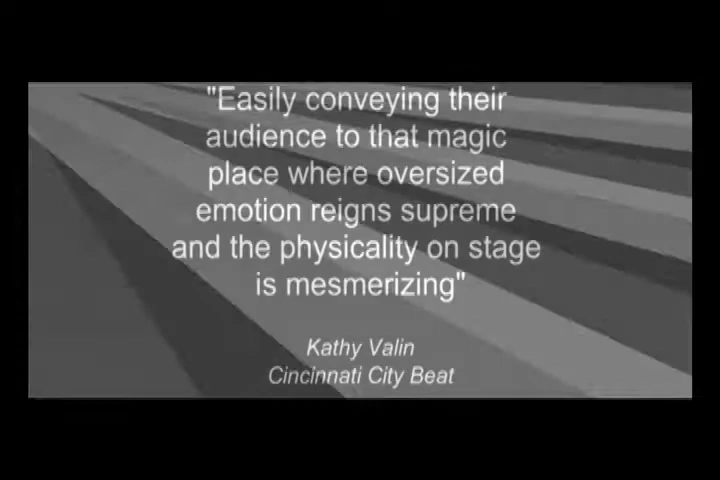 "Easily conveying their
audience to that magic
place where oversized
emotion reigns supreme
and the physicality on stage
is mesmerizing"
Kathy Valin
Cincinnati City Beat